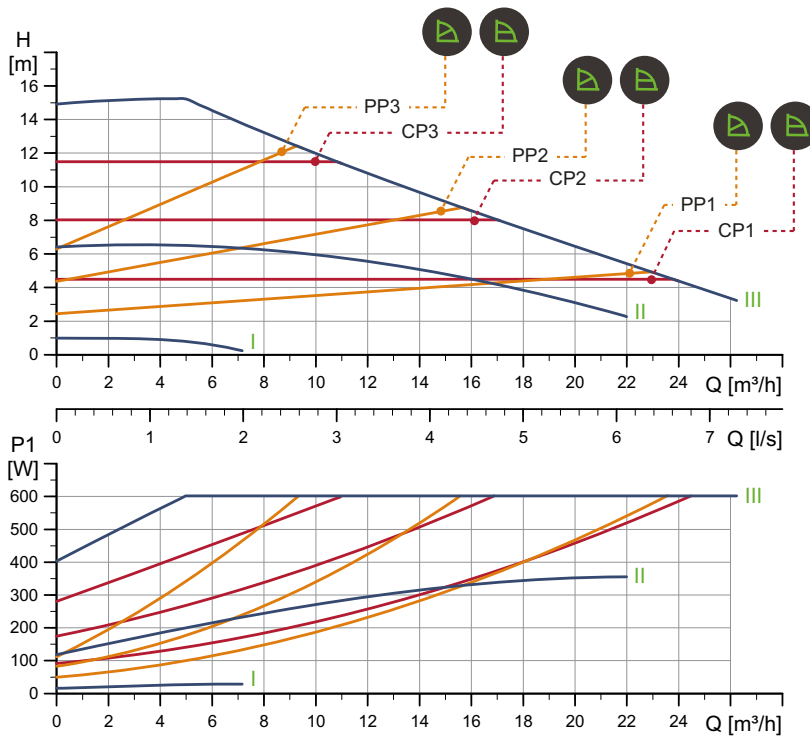 H
[m]
16
14
12
10
8
6
4
2
0
PP3
CP3
PP2
CP2
PP1
CP1
III
II
I
0 2 4 6 8 10 12 14 16 18 20 22 24
Q [m³/h]
0 1 2 3 4 5 6 7 Q [l/s]
P1
[W]
600
500
400
300
200
100
0
III
II
I
0 2 4 6 8 10 12 14 16 18 20 22 24
Q [m³/h]